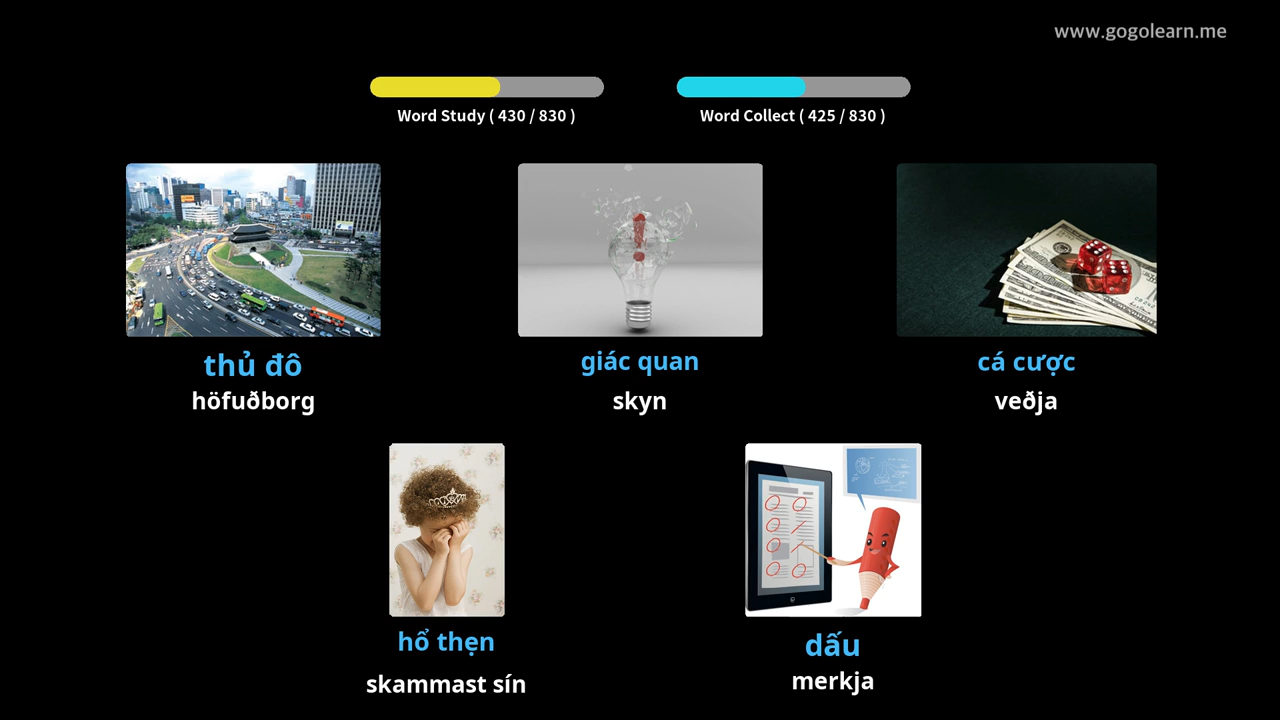 www.gogolearn.me
Word Study ( 430 / 830 )
Word Collect ( 425 / 830 )
thủ đô
höfuðborg
giác quan
skyn
cá cược
veðja
hổ thẹn
skammast sín
dấu
merkja